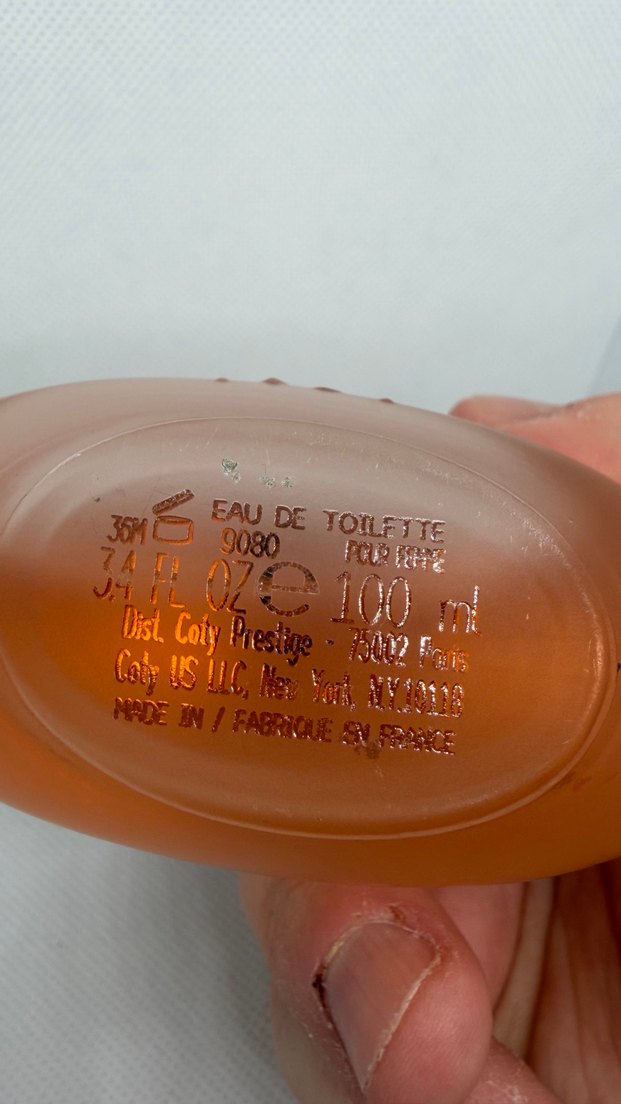 EAU DE TOILETTE
36M 9080 POUR FEMME
3.4 FL OZ e 100 ml
Dist. Coty Prestige - 75002 Paris
Coty US LLC, New York, N.Y.10118
MADE IN / FABRIQUE EN FRANCE